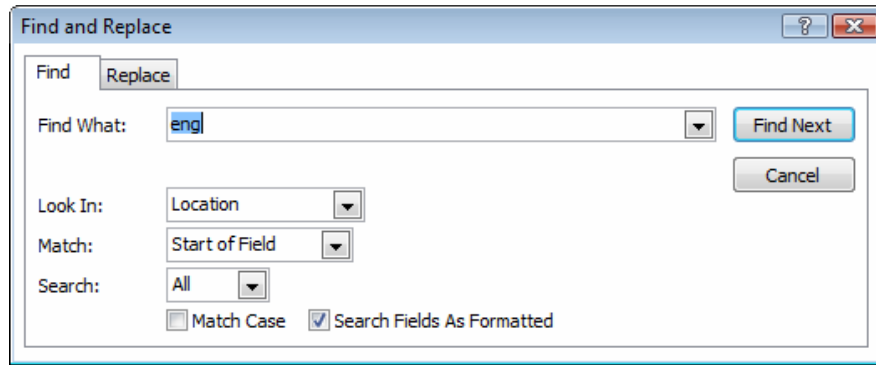 Find and Replace
Find Replace
Find What: eng Find Next
Cancel
Look In: Location
Match: Start of Field
Search: All
Match Case Search Fields As Formatted